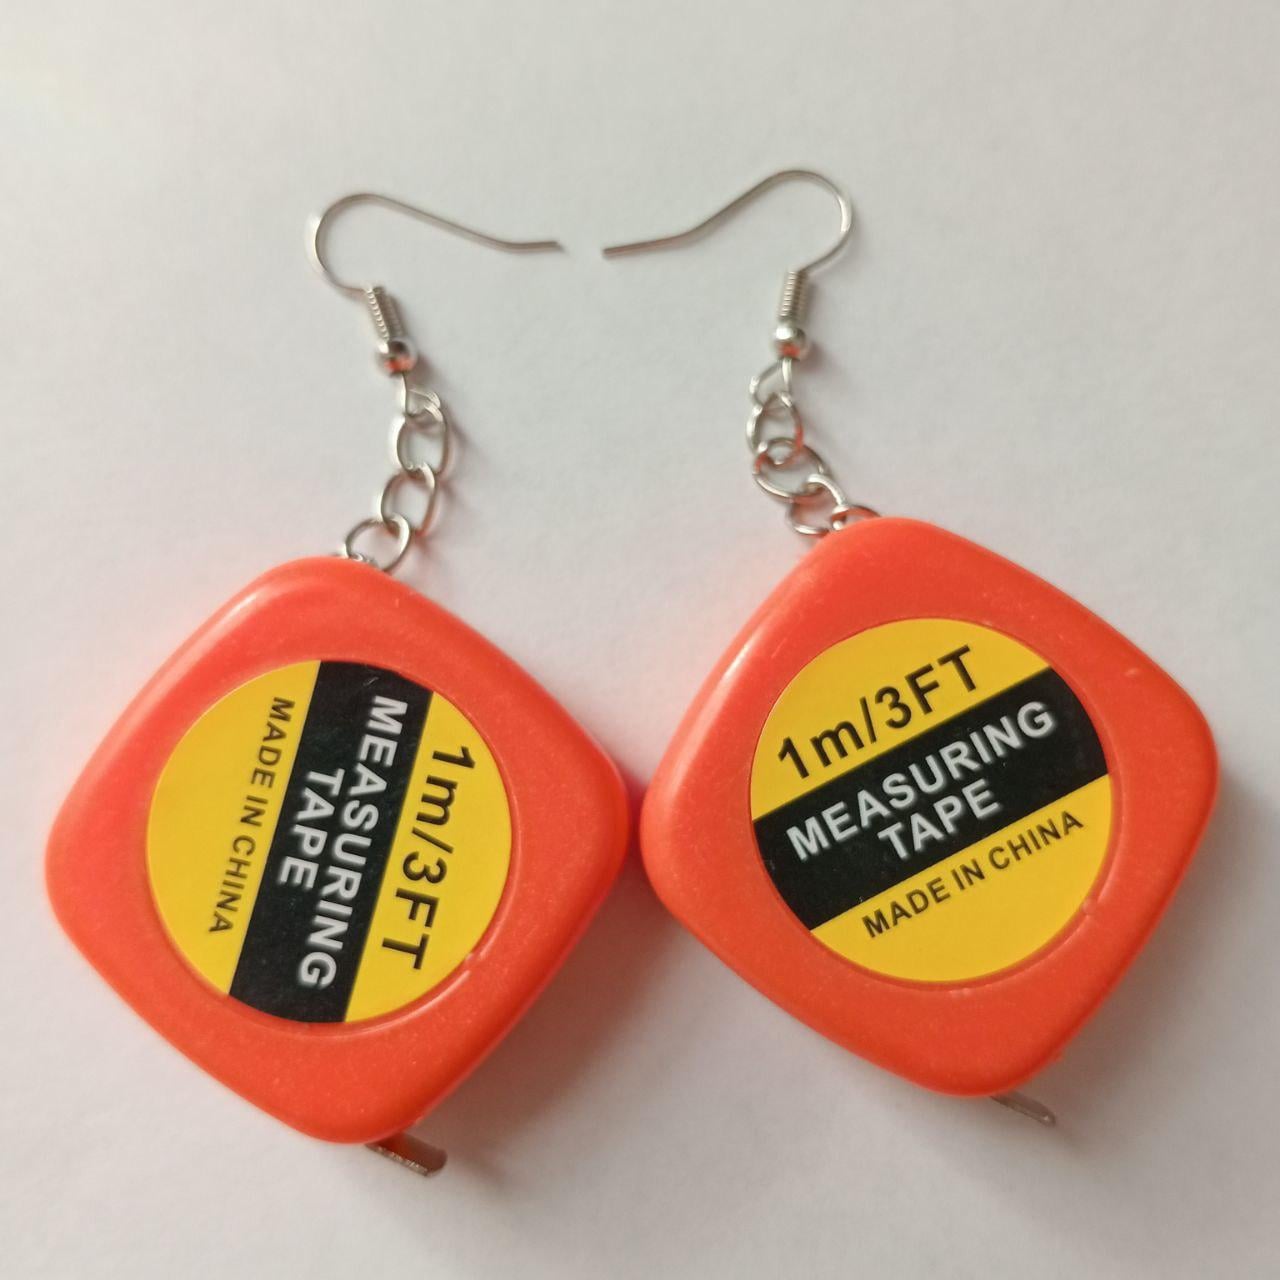 1m/3FT
MEASURING
TAPE
MADE IN CHINA
1m/3FT
MEASURING
TAPE
MADE IN CHINA